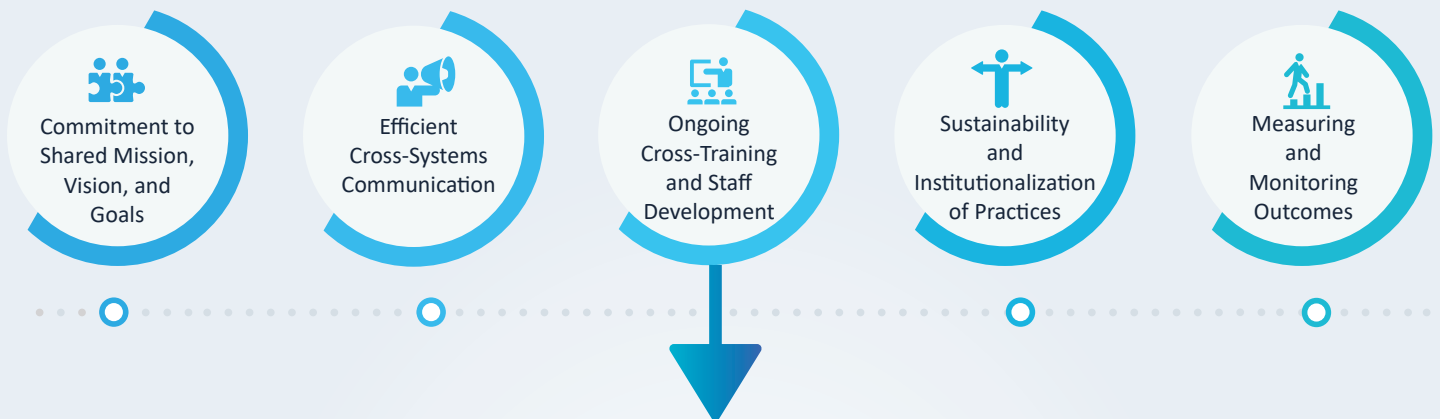 Commitment to
Shared Mission,
Vision, and
Goals
Efficient
Cross-Systems
Communication
Ongoing
Cross-Training
and Staff
Development
Sustainability
and
Institutionalization
of Practices
Measuring
and
Monitoring
Outcomes